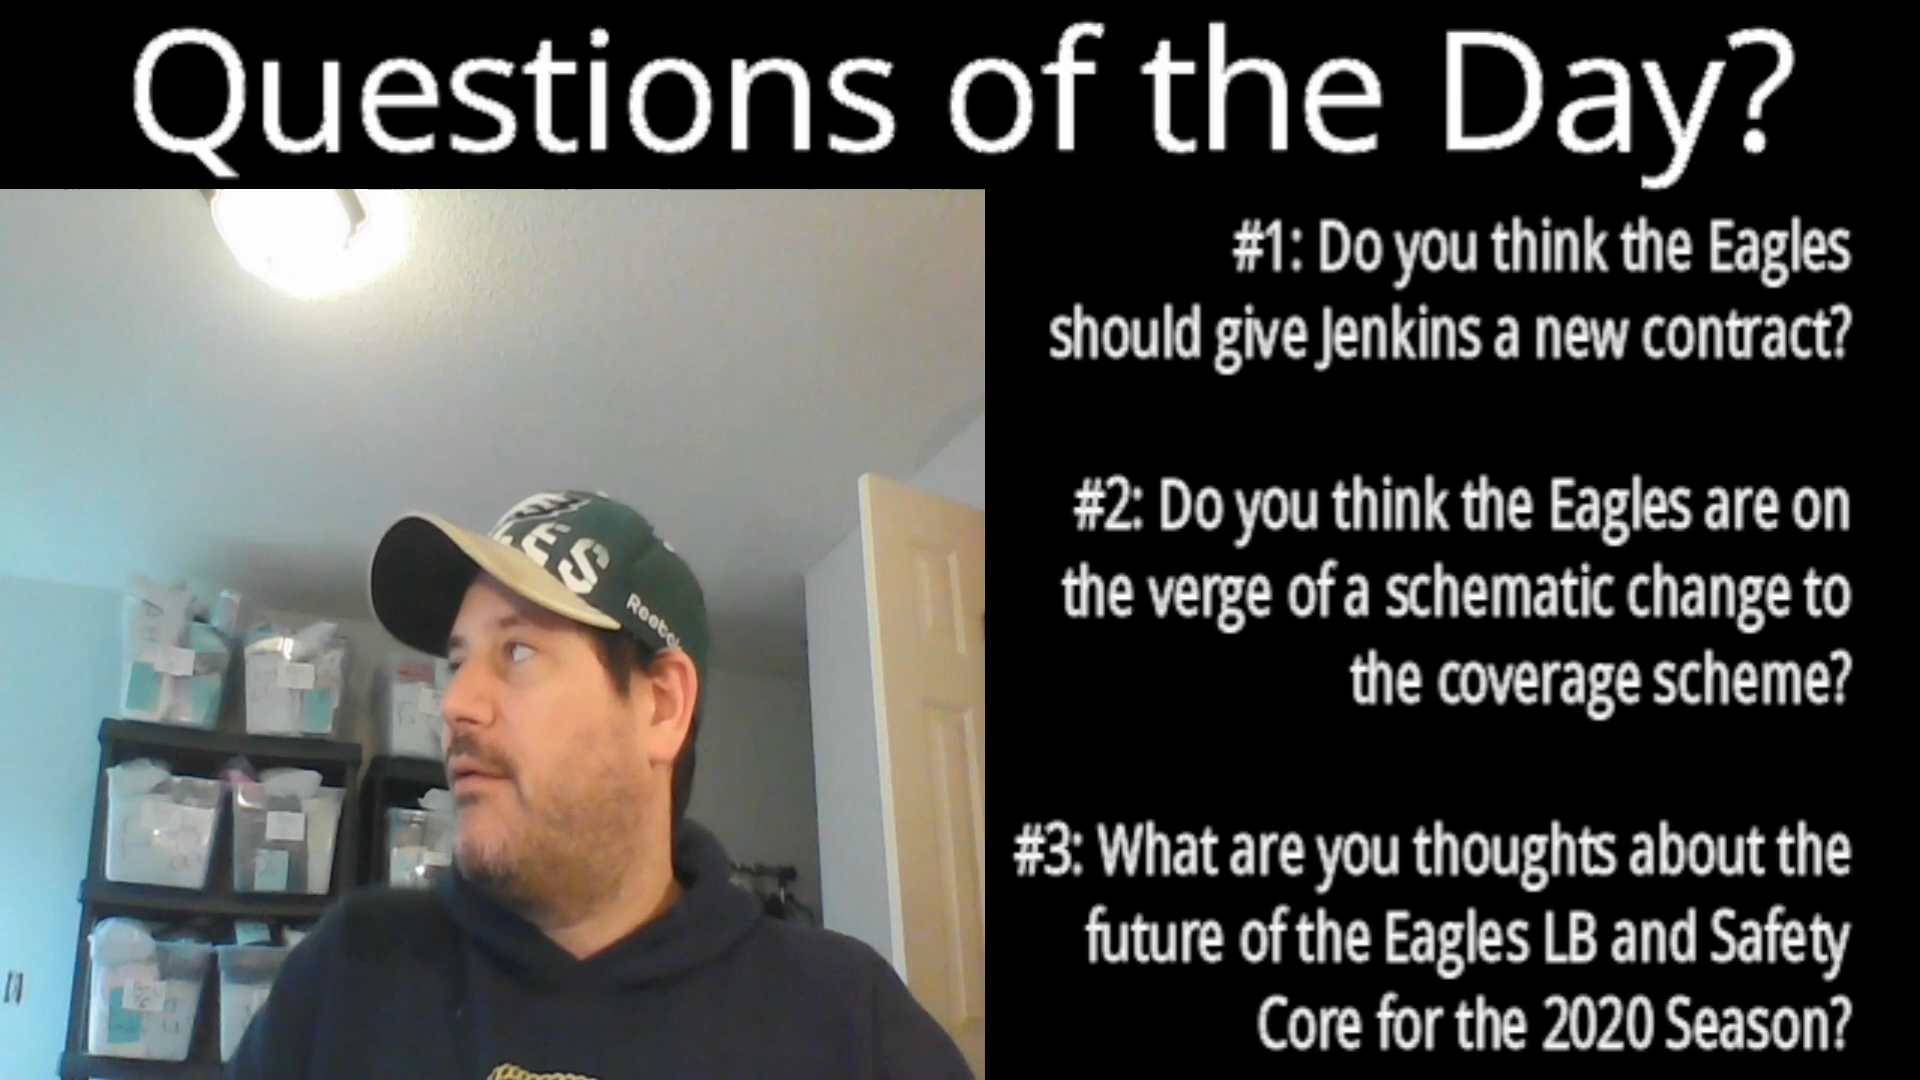 Questions of the Day?
#1: Do you think the Eagles
should give Jenkins a new contract?
#2: Do you think the Eagles are on
the verge of a schematic change to
the coverage scheme?
#3: What are you thoughts about the
future of the Eagles LB and Safety
Core for the 2020 Season?
LES
Reebok